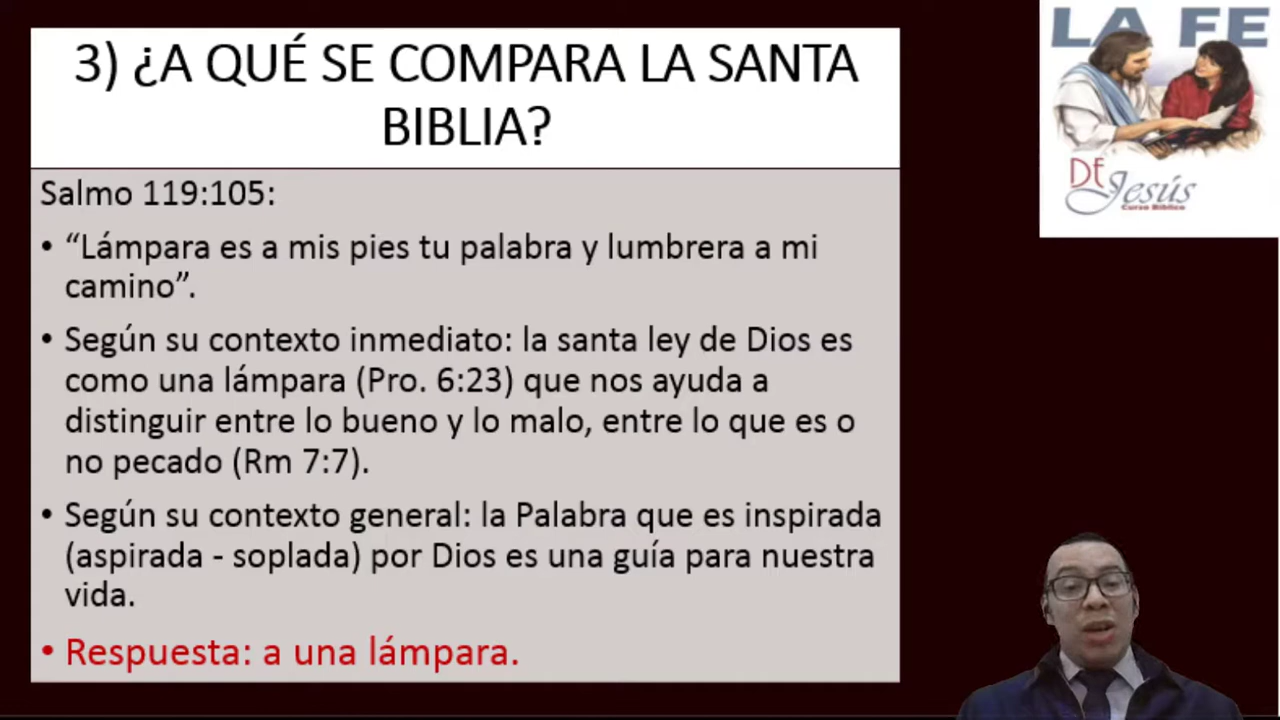 3) ¿A QUÉ SE COMPARA LA SANTA
BIBLIA?
Salmo 119:105:
• “Lámpara es a mis pies tu palabra y lumbrera a mi
camino”.
• Según su contexto inmediato: la santa ley de Dios es
como una lámpara (Pro. 6:23) que nos ayuda a
distinguir entre lo bueno y lo malo, entre lo que es o
no pecado (Rm 7:7).
• Según su contexto general: la Palabra que es inspirada
(aspirada - soplada) por Dios es una guía para nuestra
vida.
• Respuesta: a una lámpara.
LA FE
DE
Jesús
Curso Bíblico